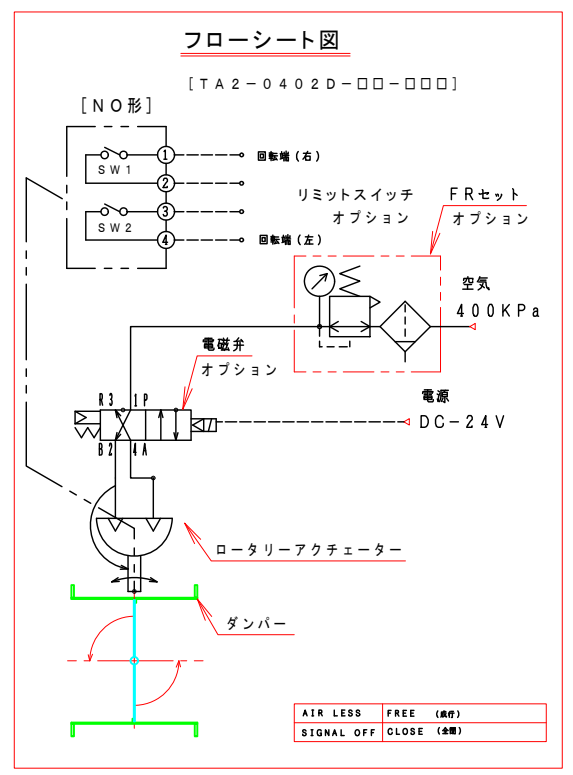 フローシート図
[TA2-0402D-□□-□□□]
[NO形]
1
回転端(右)
SW1
2
3
SW2
4
回転端(左)
リミットスイッチ
オプション
FRセット
オプション
空気
400KPa
電磁弁
オプション
R3 1P
電源
DC-24V
B2 4A
ロータリーアクチェーター
ダンパー
AIR LESS FREE
SIGNAL OFF CLOSE (全閉)